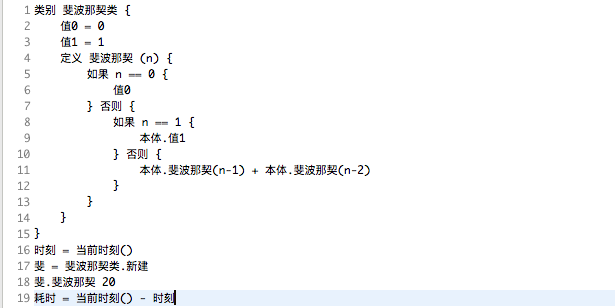 1 类别 斐波那契类 {
2 值0 = 0
3 值1 = 1
4 定义 斐波那契 (n) {
5 如果 n == 0 {
6 值0
7 } 否则 {
8 如果 n == 1 {
9 本体.值1
10 } 否则 {
11 本体.斐波那契(n-1) + 本体.斐波那契(n-2)
12 }
13 }
14 }
15 }
16 时刻 = 当前时刻()
17 斐 = 斐波那契类.新建
18 斐.斐波那契 20
19 耗时 = 当前时刻() - 时刻